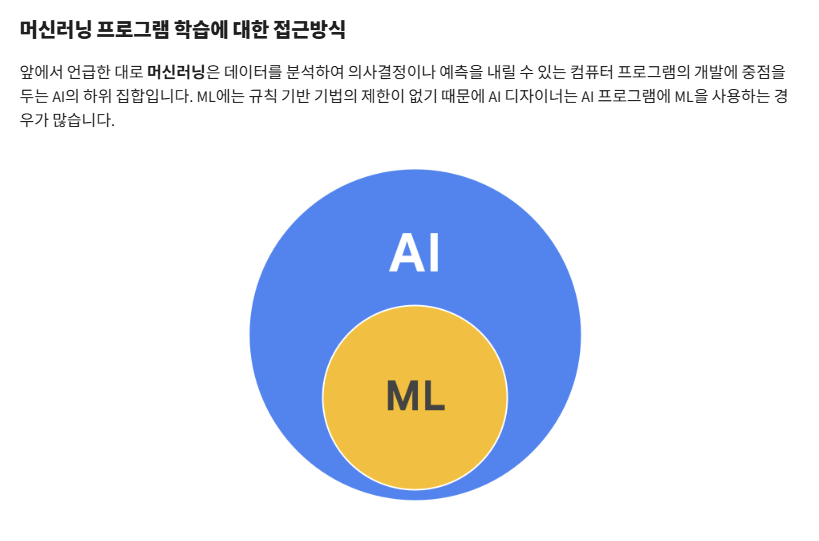 머신러닝 프로그램 학습에 대한 접근방식
앞에서 언급한 대로 머신러닝은 데이터를 분석하여 의사결정이나 예측을 내릴 수 있는 컴퓨터 프로그램의 개발에 중점을
두는 AI의 하위 집합입니다. ML에는 규칙 기반 기법의 제한이 없기 때문에 AI 디자이너는 AI 프로그램에 ML을 사용하는 경
우가 많습니다.
AI
ML